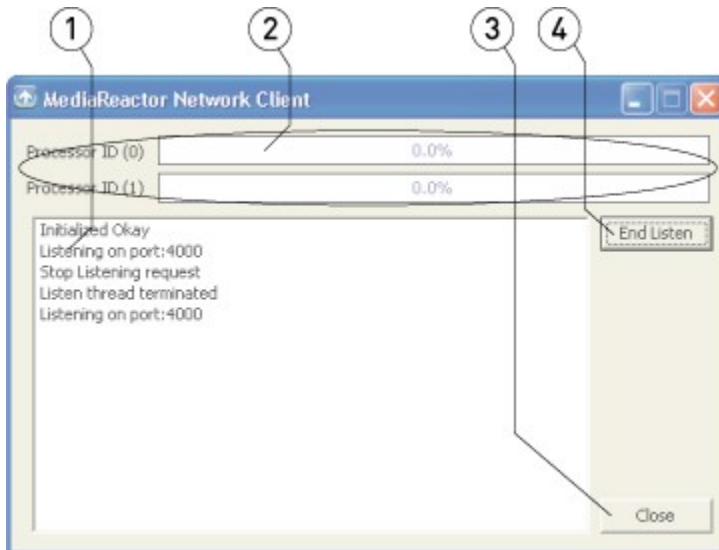 1 2 3 4
MediaReactor Network Client
Processor ID (0) 0.0%
Processor ID (1) 0.0%
Initialized Okay
Listening on port:4000
Stop Listening request
Listen thread terminated
Listening on port:4000
End Listen
Close